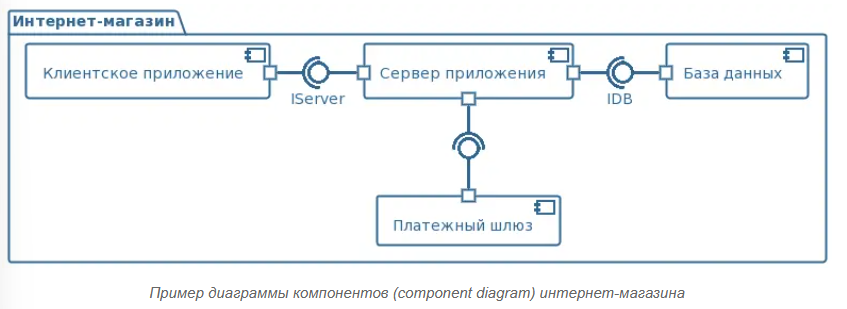 Интернет-магазин
Клиентское приложение
IServer
Сервер приложения
IDB
База данных
Платежный шлюз
Пример диаграммы компонентов (component diagram) интернет-магазина